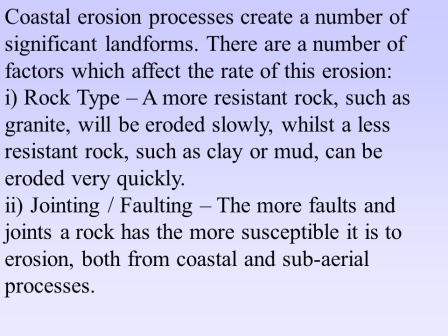 Coastal erosion processes create a number of
significant landforms. There are a number of
factors which affect the rate of this erosion:
i) Rock Type – A more resistant rock, such as
granite, will be eroded slowly, whilst a less
resistant rock, such as clay or mud, can be
eroded very quickly.
ii) Jointing / Faulting – The more faults and
joints a rock has the more susceptible it is to
erosion, both from coastal and sub-aerial
processes.